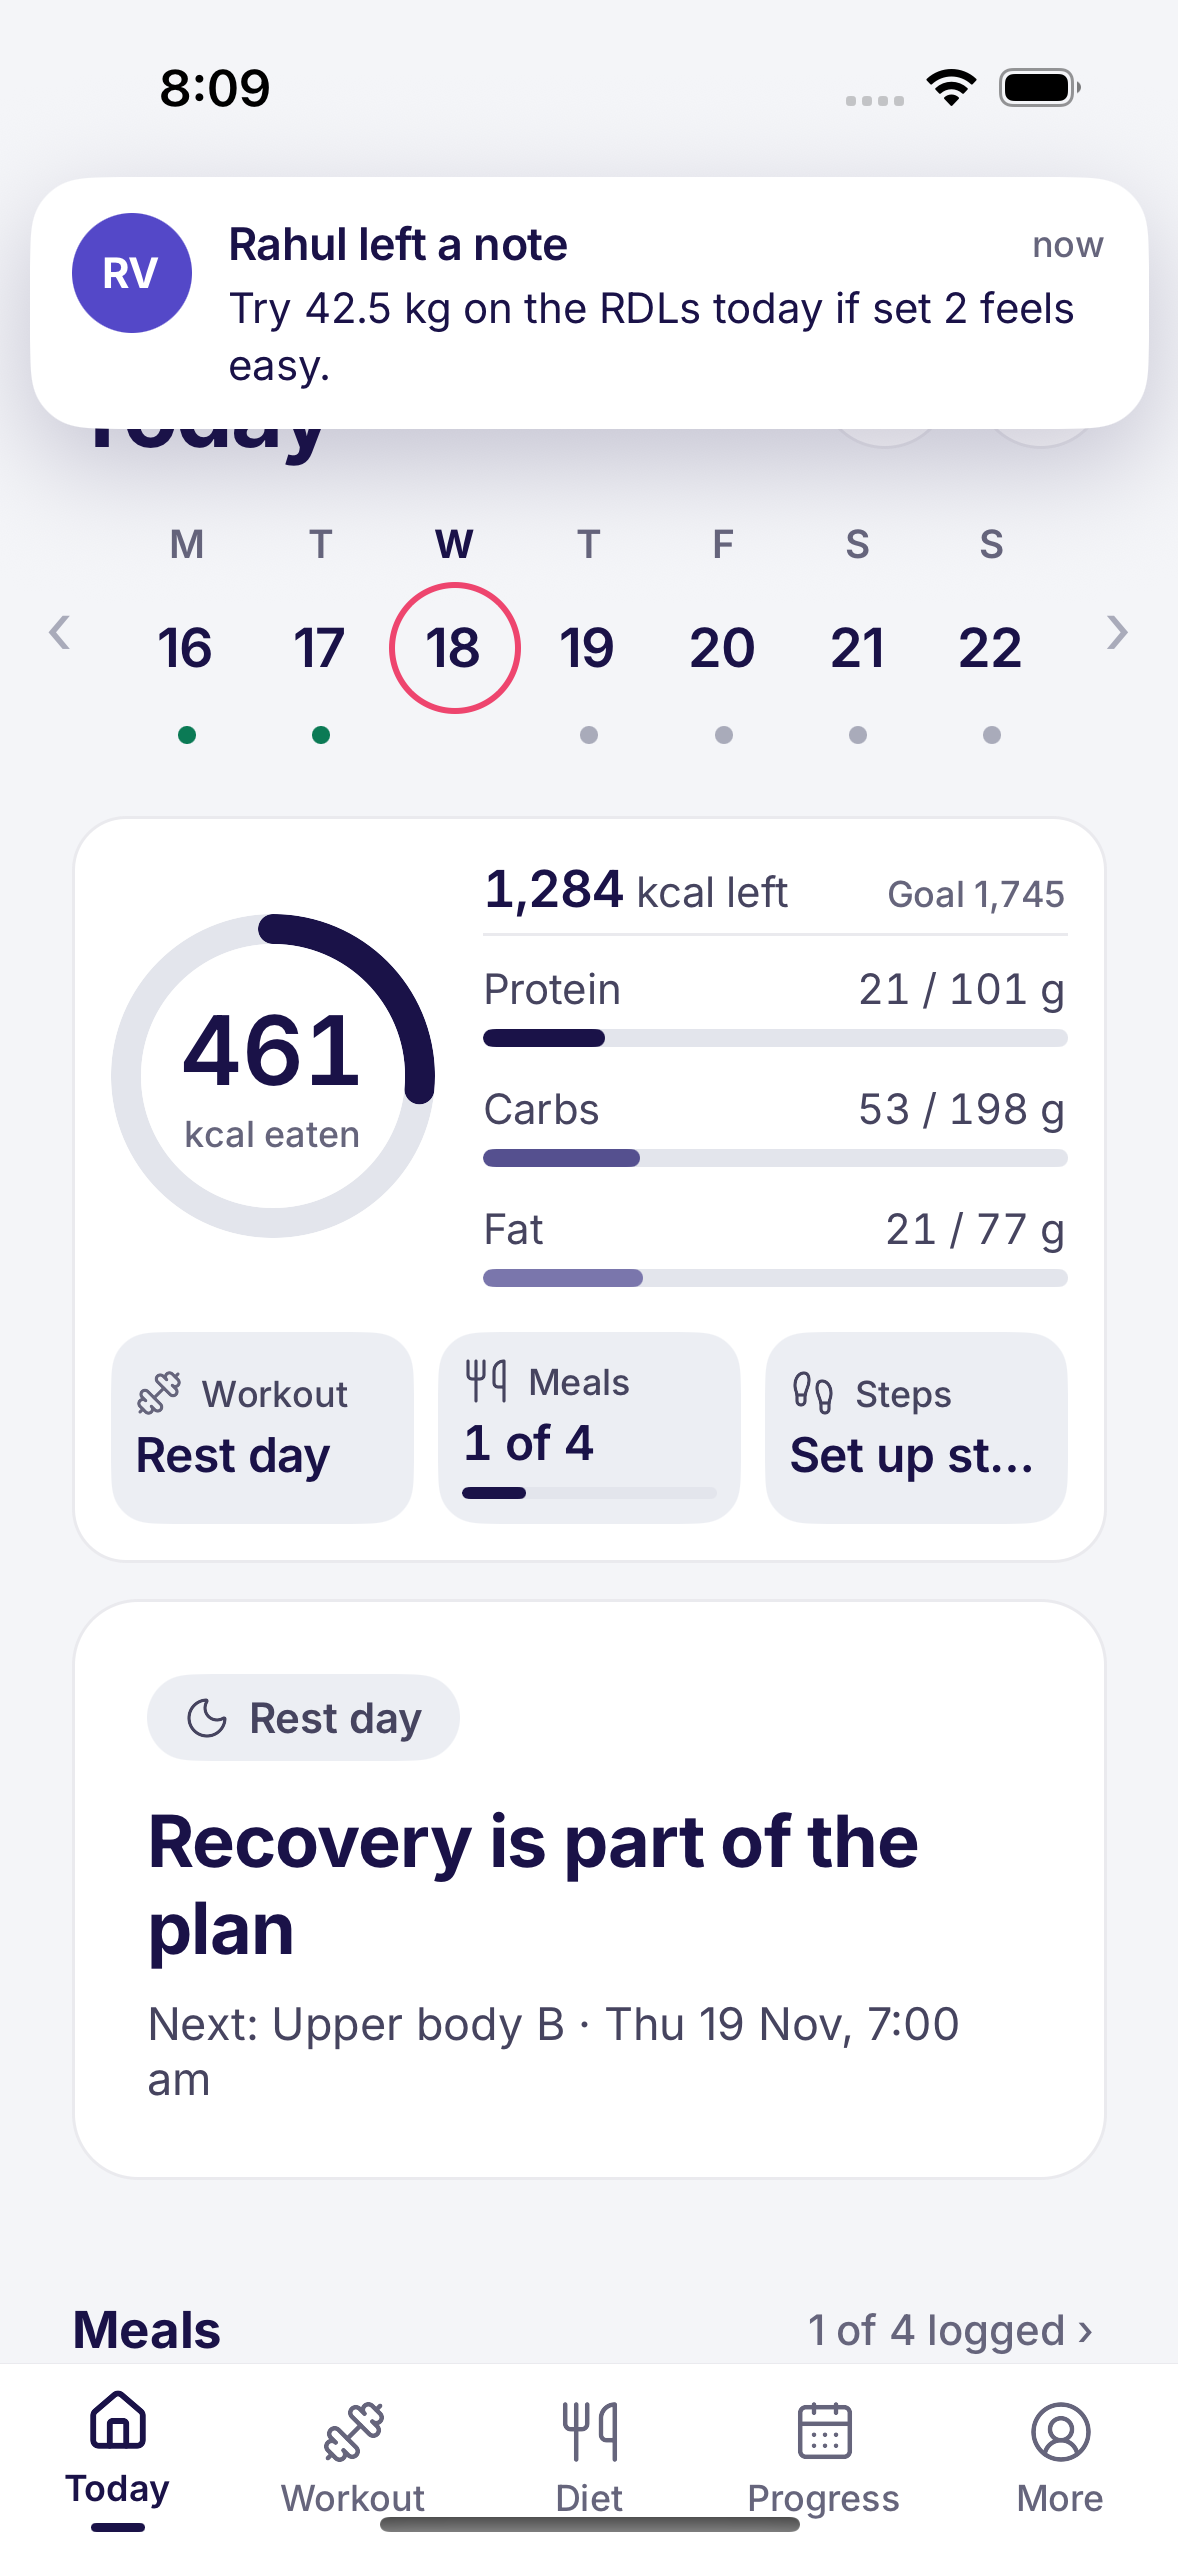 8:09
RV
Rahul left a note
now
Try 42.5 kg on the RDLs today if set 2 feels
easy.
Today
M T W T F S S
‹ 16 17 18 19 20 21 22 ›
1,284 kcal left
Goal 1,745
461
kcal eaten
Protein 21 / 101 g
Carbs 53 / 198 g
Fat 21 / 77 g
Workout
Rest day
Meals
1 of 4
Steps
Set up st...
Rest day
Recovery is part of the
plan
Next: Upper body B · Thu 19 Nov, 7:00
am
Meals
1 of 4 logged ›
Today
Workout
Diet
Progress
More